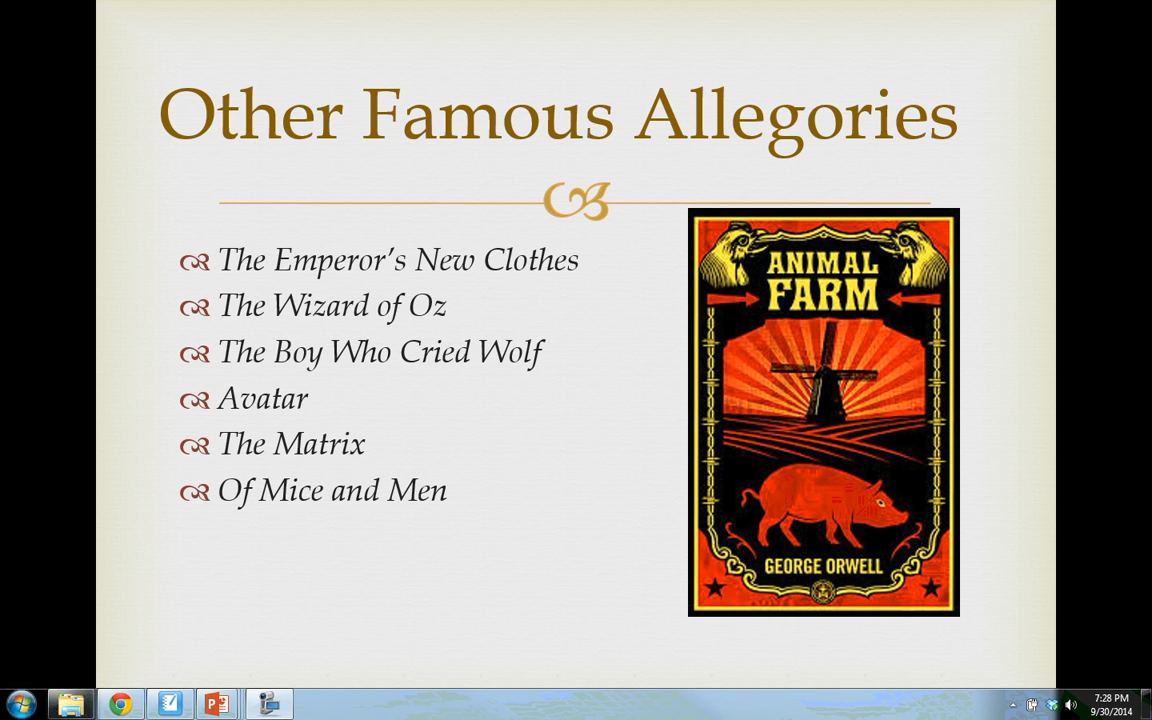 Other Famous Allegories
The Emperor’s New Clothes
The Wizard of Oz
The Boy Who Cried Wolf
Avatar
The Matrix
Of Mice and Men
ANIMAL
FARM
GEORGE ORWELL
7:28 PM
9/30/2014